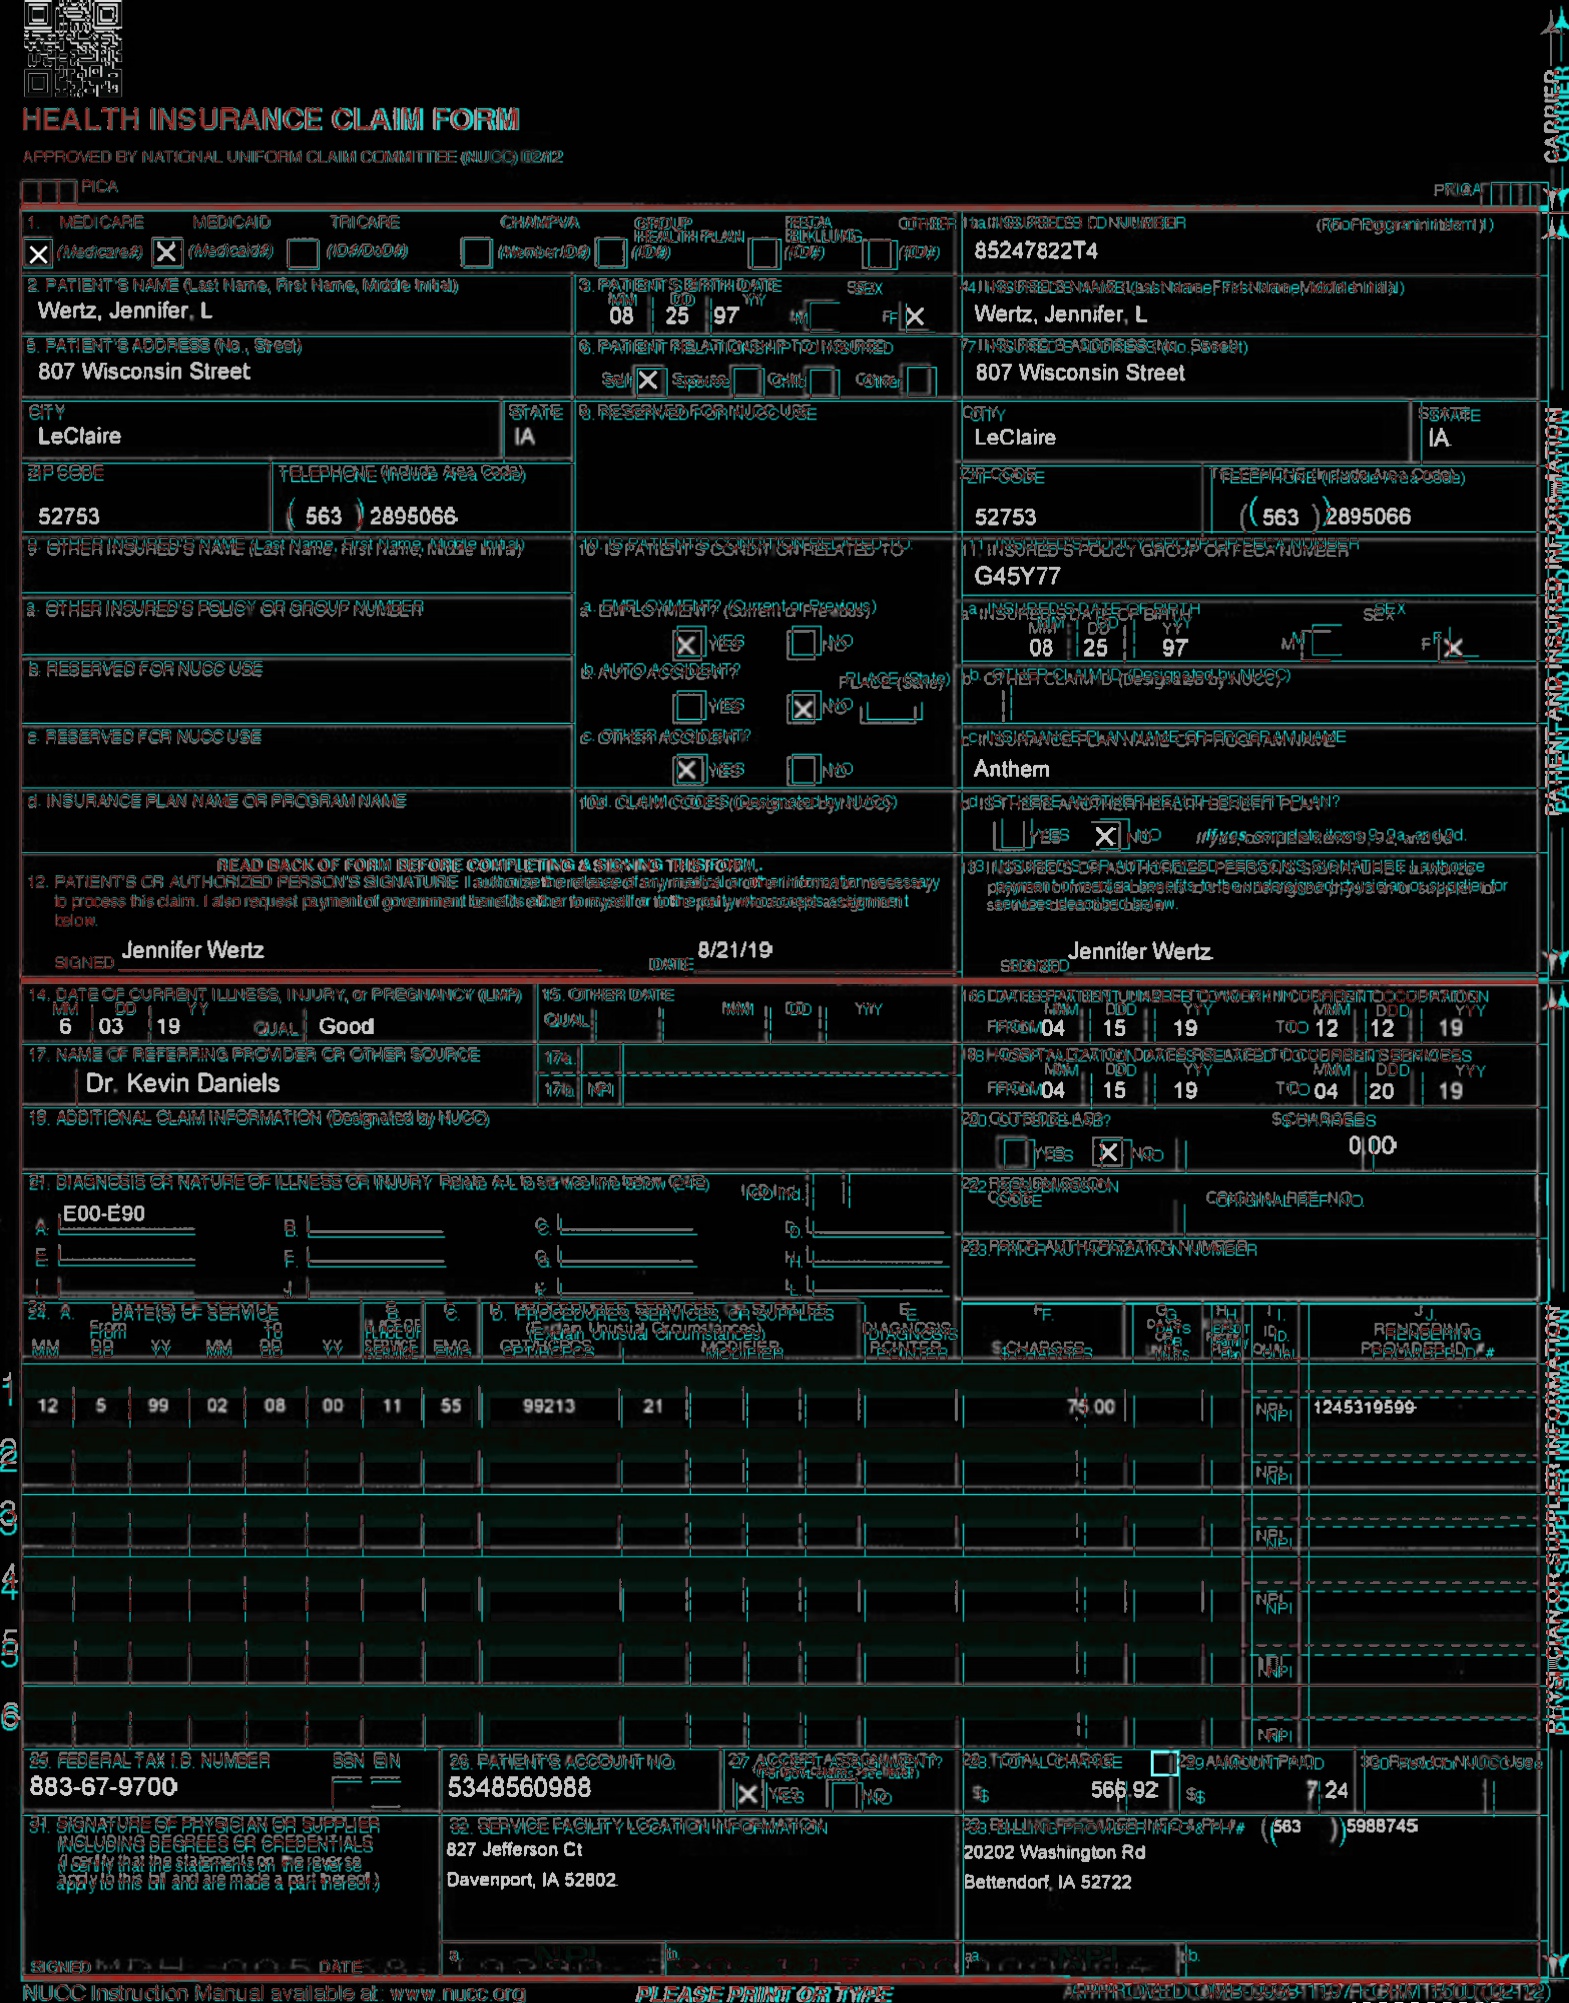 HEALTH INSURANCE CLAIM FORM
APPROVED BY NATIONAL UNIFORM CLAIM COMMITTEE (NUCC) 02/12
PICA
PICA
CARRIER
1. MEDICARE MEDICAID TRICARE CHAMPVA GROUP HEALTH PLAN FECA BLK LUNG OTHER
X (Medicare#) X (Medicaid#) (ID#/DoD#) (Member ID#) (ID#) (ID#) (ID#)
1a. INSURED'S I.D. NUMBER (For Program in Item 1)
85247822T4
2. PATIENT'S NAME (Last Name, First Name, Middle Initial)
Wertz, Jennifer, L
3. PATIENT'S BIRTH DATE SEX
MM DD YY
08 25 97 M F X
4. INSURED'S NAME (Last Name, First Name, Middle Initial)
Wertz, Jennifer, L
5. PATIENT'S ADDRESS (No., Street)
807 Wisconsin Street
6. PATIENT RELATIONSHIP TO INSURED
Self X Spouse Child Other
7. INSURED'S ADDRESS (No., Street)
807 Wisconsin Street
CITY STATE
LeClaire IA
8. RESERVED FOR NUCC USE
CITY STATE
LeClaire IA
ZIP CODE TELEPHONE (Include Area Code)
52753 ( 563 ) 2895066
ZIP CODE TELEPHONE (Include Area Code)
52753 ( 563 ) 2895066
9. OTHER INSURED'S NAME (Last Name, First Name, Middle Initial)
10. IS PATIENT'S CONDITION RELATED TO:
11. INSURED'S POLICY GROUP OR FECA NUMBER
G45Y77
a. OTHER INSURED'S POLICY OR GROUP NUMBER
a. EMPLOYMENT? (Current or Previous)
X YES NO
a. INSURED'S DATE OF BIRTH SEX
MM DD YY
08 25 97 M F X
b. RESERVED FOR NUCC USE
b. AUTO ACCIDENT? PLACE (State)
YES X NO
b. OTHER CLAIM ID (Designated by NUCC)
c. RESERVED FOR NUCC USE
c. OTHER ACCIDENT?
X YES NO
c. INSURANCE PLAN NAME OR PROGRAM NAME
Anthem
d. INSURANCE PLAN NAME OR PROGRAM NAME
10d. CLAIM CODES (Designated by NUCC)
d. IS THERE ANOTHER HEALTH BENEFIT PLAN?
YES X NO If yes, complete items 9, 9a, and 9d.
PATIENT AND INSURED INFORMATION
READ BACK OF FORM BEFORE COMPLETING & SIGNING THIS FORM.
12. PATIENT'S OR AUTHORIZED PERSON'S SIGNATURE I authorize the release of any medical or other information necessary
to process this claim. I also request payment of government benefits either to myself or to the party who accepts assignment
below.
SIGNED Jennifer Wertz DATE 8/21/19
13. INSURED'S OR AUTHORIZED PERSON'S SIGNATURE I authorize
payment of medical benefits to the undersigned physician or supplier for
services described below.
SIGNED Jennifer Wertz
14. DATE OF CURRENT ILLNESS, INJURY, or PREGNANCY (LMP)
MM DD YY
6 03 19 QUAL. Good
15. OTHER DATE
QUAL. MM DD YY
16. DATES PATIENT UNABLE TO WORK IN CURRENT OCCUPATION
MM DD YY MM DD YY
FROM 04 15 19 TO 12 12 19
17. NAME OF REFERRING PROVIDER OR OTHER SOURCE
Dr. Kevin Daniels
17a.
17b. NPI
18. HOSPITALIZATION DATES RELATED TO CURRENT SERVICES
MM DD YY MM DD YY
FROM 04 15 19 TO 04 20 19
19. ADDITIONAL CLAIM INFORMATION (Designated by NUCC)
20. OUTSIDE LAB? $ CHARGES
YES X NO 0.00
21. DIAGNOSIS OR NATURE OF ILLNESS OR INJURY Relate A-L to service line below (24E) ICD Ind.
A. E00-E90 B. C. D.
E. F. G. H.
I. J. K. L.
22. RESUBMISSION CODE ORIGINAL REF. NO.
23. PRIOR AUTHORIZATION NUMBER
24. A. DATE(S) OF SERVICE B. C. D. PROCEDURES, SERVICES, OR SUPPLIES E. F. G. H. I. J.
From To PLACE OF SERVICE EMG (Explain Unusual Circumstances) DIAGNOSIS POINTER $ CHARGES DAYS OR UNITS ID. QUAL. RENDERING PROVIDER ID. #
MM DD YY MM DD YY CPT/HCPCS MODIFIER
1 12 5 99 02 08 00 11 55 99213 21 75.00 NPI 1245319599
2 NPI
3 NPI
4 NPI
5 NPI
6 NPI
PHYSICIAN OR SUPPLIER INFORMATION
25. FEDERAL TAX I.D. NUMBER SSN EIN
883-67-9700
26. PATIENT'S ACCOUNT NO.
5348560988
27. ACCEPT ASSIGNMENT?
(For govt. claims, see back)
X YES NO
28. TOTAL CHARGE
$ 566.92
29. AMOUNT PAID
$ 7.24
30. Rsvd for NUCC Use
31. SIGNATURE OF PHYSICIAN OR SUPPLIER
INCLUDING DEGREES OR CREDENTIALS
(I certify that the statements on the reverse
apply to this bill and are made a part thereof.)
SIGNED DATE
32. SERVICE FACILITY LOCATION INFORMATION
827 Jefferson Ct
Davenport, IA 52802
a. b.
33. BILLING PROVIDER INFO & PH # ( 563 ) 5988745
20202 Washington Rd
Bettendorf, IA 52722
a. b.
NUCC Instruction Manual available at: www.nucc.org
PLEASE PRINT OR TYPE
APPROVED OMB-0938-1197 FORM 1500 (02-12)